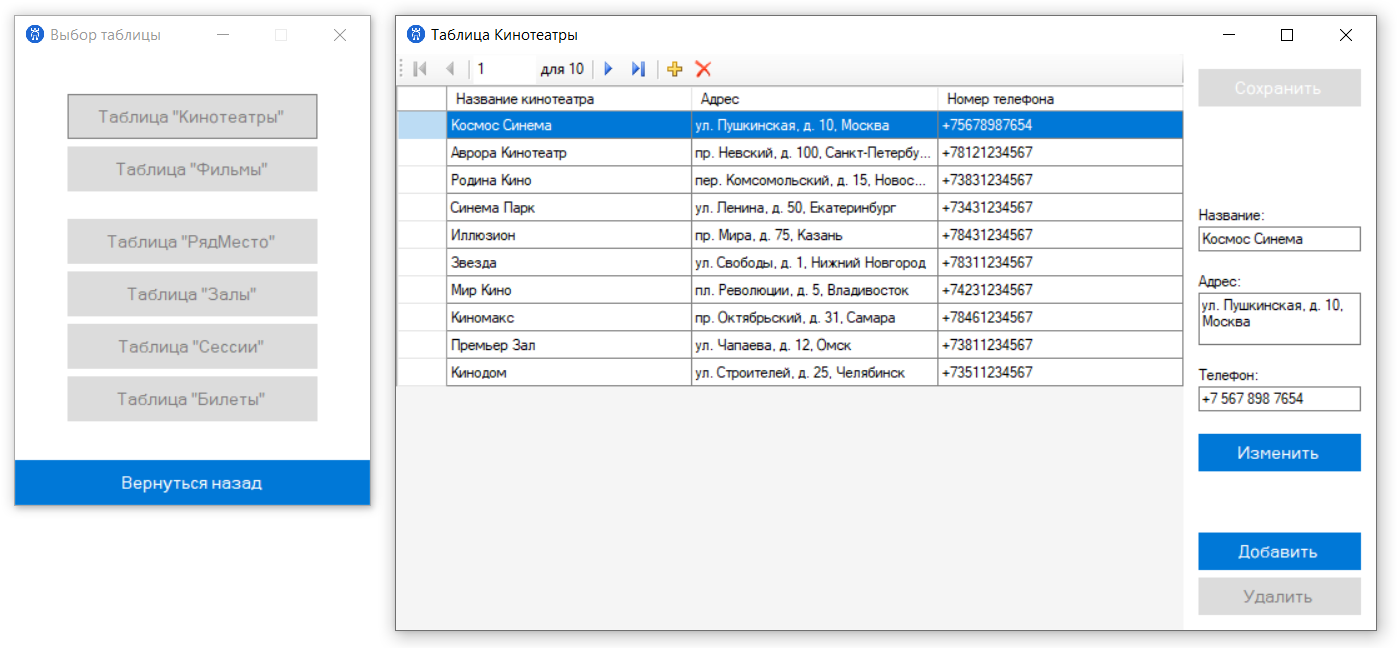 Выбор таблицы
Таблица "Кинотеатры"
Таблица "Фильмы"
Таблица "РядМесто"
Таблица "Залы"
Таблица "Сессии"
Таблица "Билеты"
Вернуться назад
Таблица Кинотеатры
1 для 10
Название кинотеатра Адрес Номер телефона
Космос Синема ул. Пушкинская, д. 10, Москва +75678987654
Аврора Кинотеатр пр. Невский, д. 100, Санкт-Петербу... +78121234567
Родина Кино пер. Комсомольский, д. 15, Новос... +73831234567
Синема Парк ул. Ленина, д. 50, Екатеринбург +73431234567
Иллюзион пр. Мира, д. 75, Казань +78431234567
Звезда ул. Свободы, д. 1, Нижний Новгород +78311234567
Мир Кино пл. Революции, д. 5, Владивосток +74231234567
Киномакс пр. Октябрьский, д. 31, Самара +78461234567
Премьер Зал ул. Чапаева, д. 12, Омск +73811234567
Кинодом ул. Строителей, д. 25, Челябинск +73511234567
Сохранить
Название:
Космос Синема
Адрес:
ул. Пушкинская, д. 10,
Москва
Телефон:
+7 567 898 7654
Изменить
Добавить
Удалить